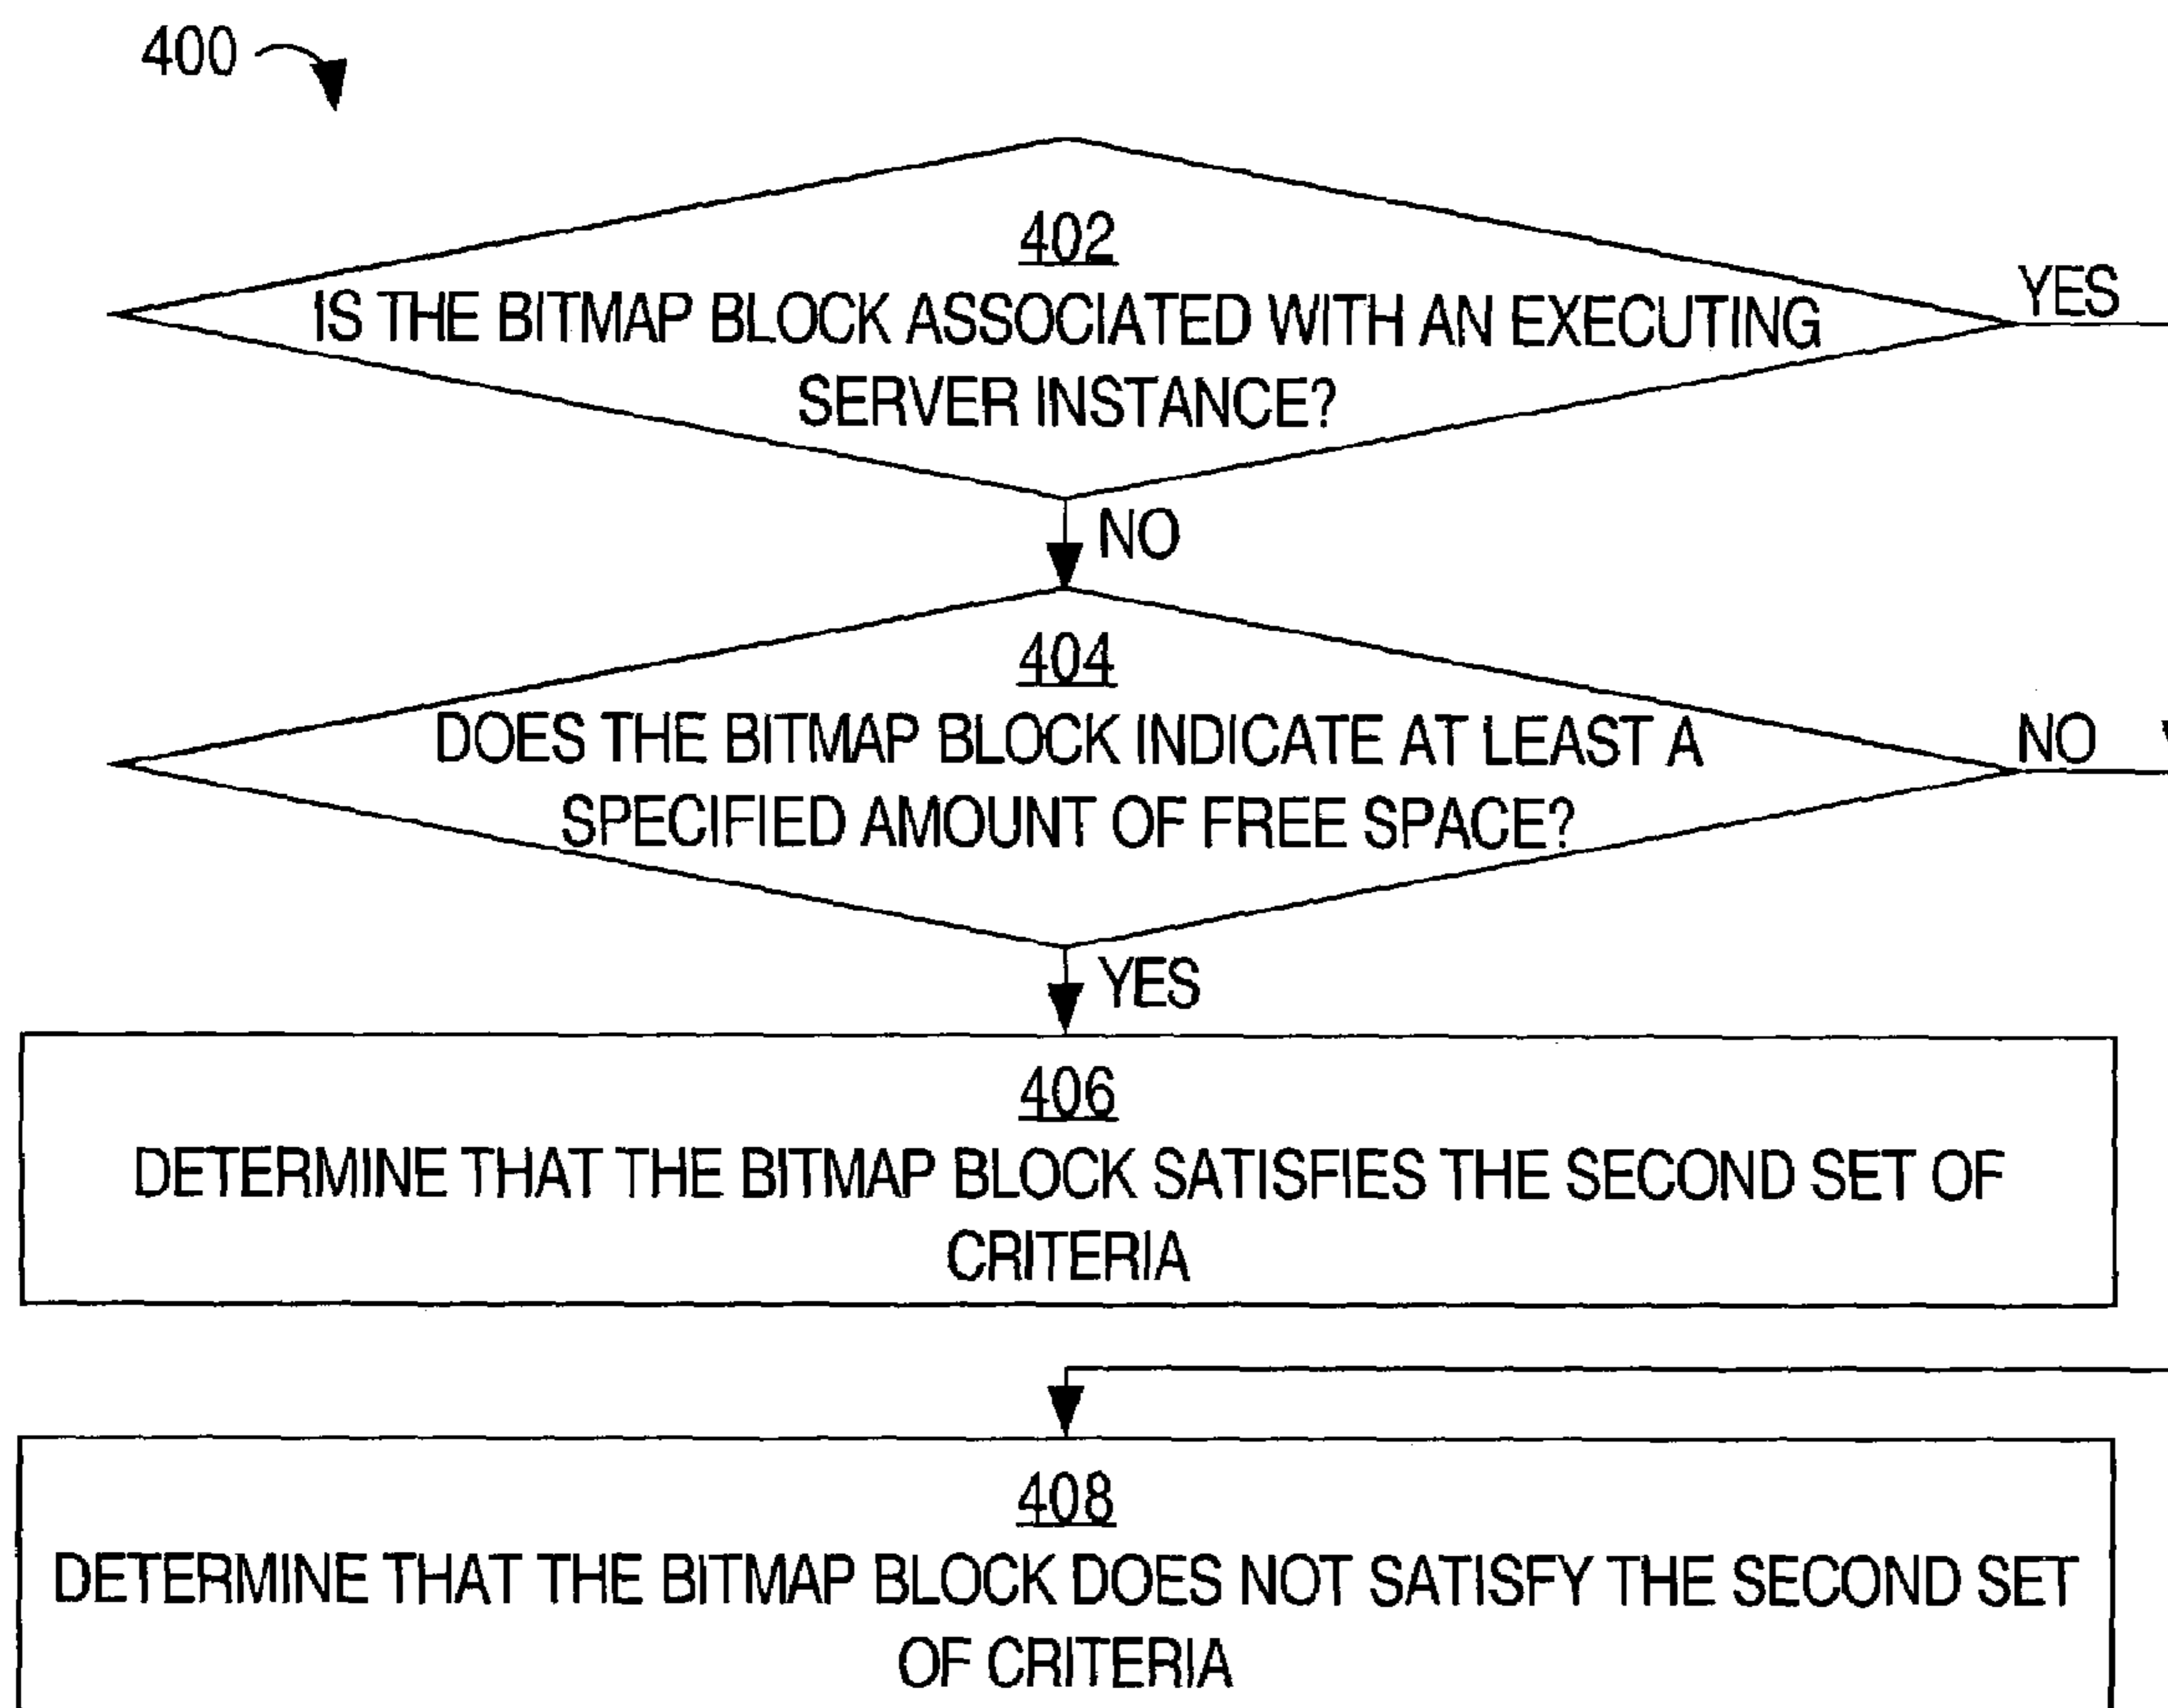 400
402
IS THE BITMAP BLOCK ASSOCIATED WITH AN EXECUTING
SERVER INSTANCE?
YES
NO
404
DOES THE BITMAP BLOCK INDICATE AT LEAST A
SPECIFIED AMOUNT OF FREE SPACE?
NO
YES
406
DETERMINE THAT THE BITMAP BLOCK SATISFIES THE SECOND SET OF
CRITERIA
408
DETERMINE THAT THE BITMAP BLOCK DOES NOT SATISFY THE SECOND SET
OF CRITERIA